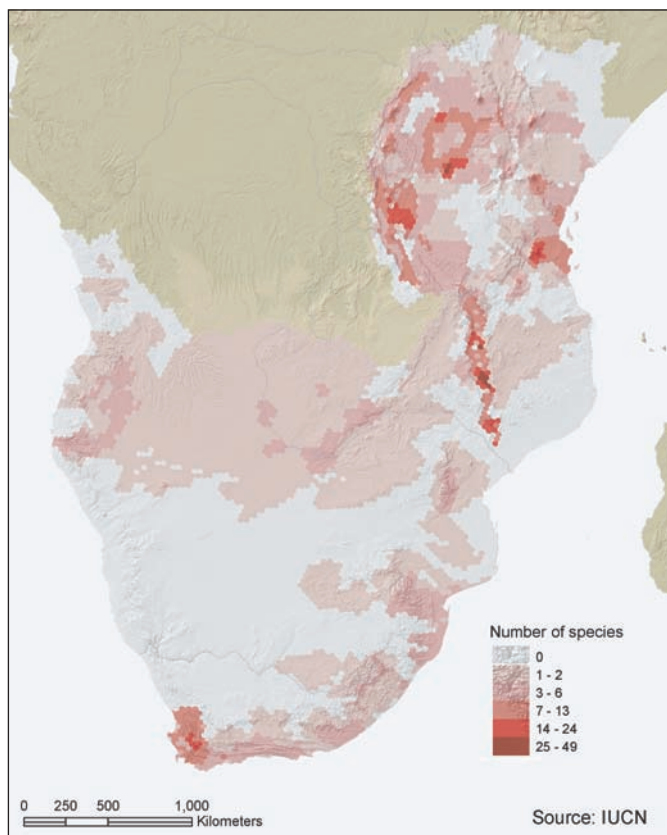 Number of species
0
1 - 2
3 - 6
7 - 13
14 - 24
25 - 49
0 250 500 1,000
Kilometers
Source: IUCN